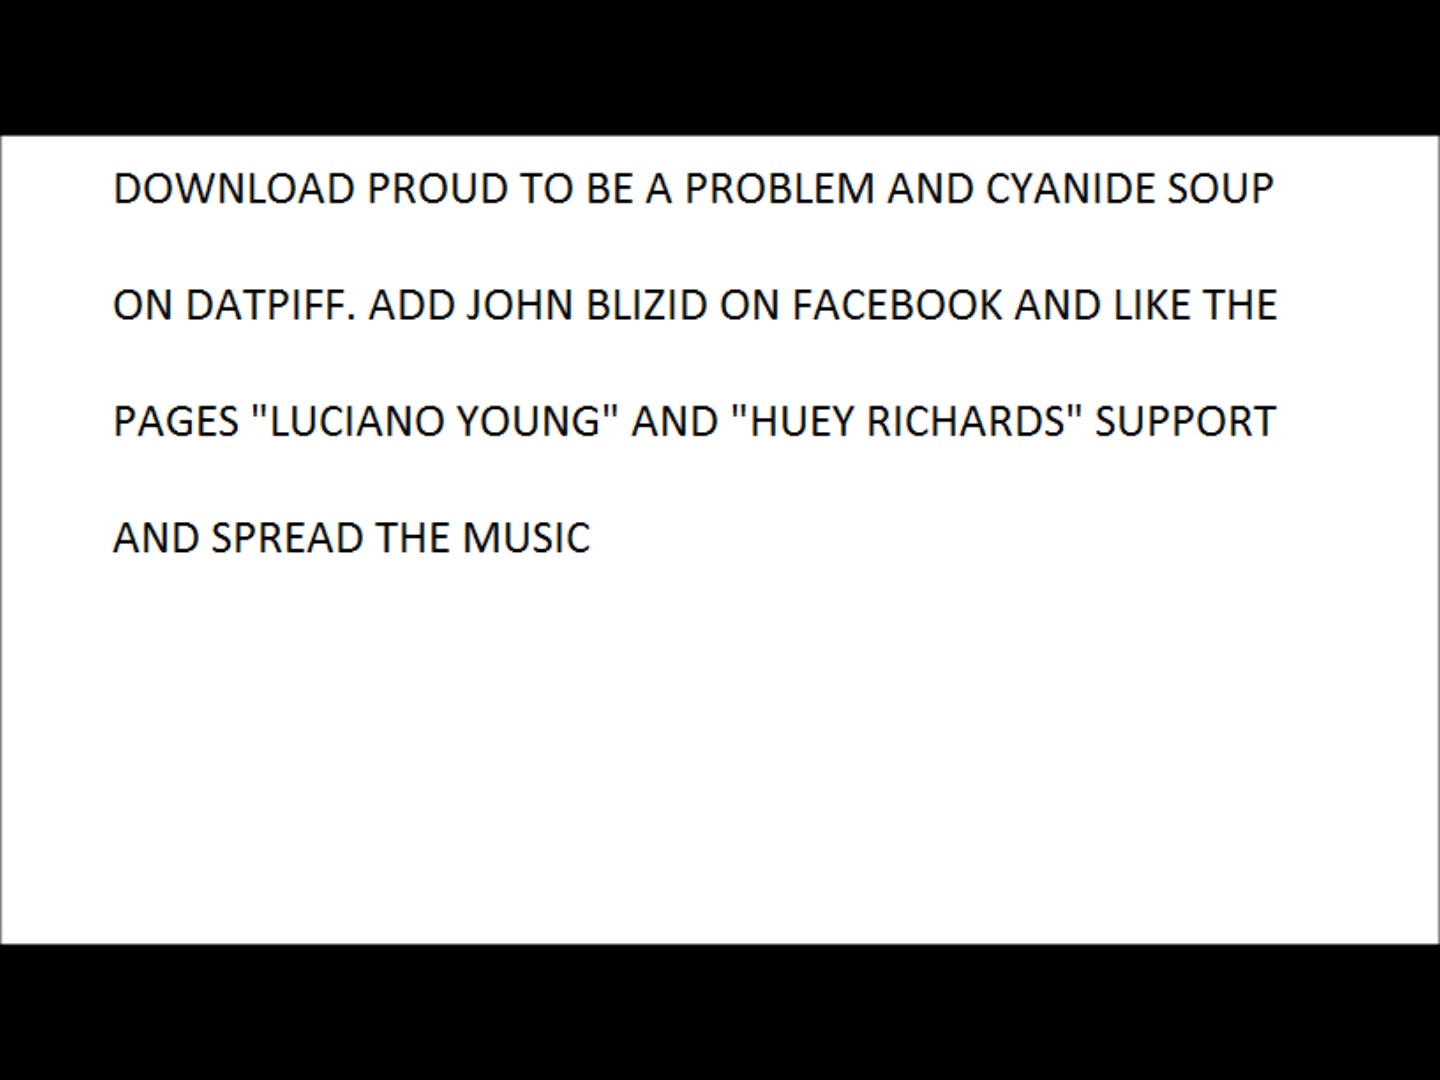 DOWNLOAD PROUD TO BE A PROBLEM AND CYANIDE SOUP
ON DATPIFF. ADD JOHN BLIZID ON FACEBOOK AND LIKE THE
PAGES "LUCIANO YOUNG" AND "HUEY RICHARDS" SUPPORT
AND SPREAD THE MUSIC